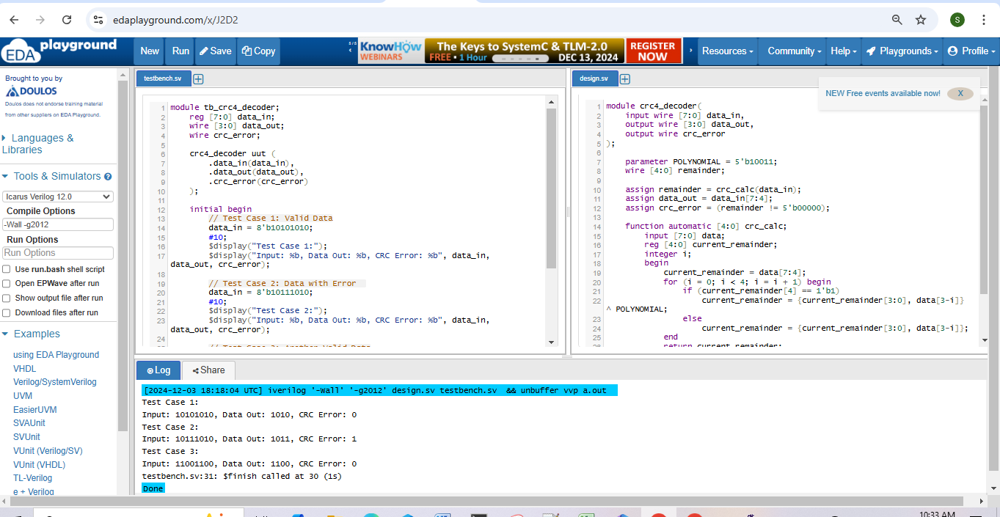 edaplayground.com/x/J2D2
S
EDA playground
New
Run
Save
Copy
KnowHow
WEBINARS
The Keys to SystemC & TLM-2.0
FREE • 1 Hour
DEC 13, 2024
REGISTER
NOW
Resources
Community
Help
Playgrounds
Profile
Brought to you by
DOULOS
Doulos does not endorse training material
from other suppliers on EDA Playground.
Languages &
Libraries
Tools & Simulators
Icarus Verilog 12.0
Compile Options
-Wall -g2012
Run Options
Run Options
Use run.bash shell script
Open EPWave after run
Show output file after run
Download files after run
Examples
using EDA Playground
VHDL
Verilog/SystemVerilog
UVM
EasierUVM
SVAUnit
SVUnit
VUnit (Verilog/SV)
VUnit (VHDL)
TL-Verilog
e + Verilog
testbench.sv
1 module tb_crc4_decoder;
2 reg [7:0] data_in;
3 wire [3:0] data_out;
4 wire crc_error;
5
6 crc4_decoder uut (
7 .data_in(data_in),
8 .data_out(data_out),
9 .crc_error(crc_error)
10 );
11
12 initial begin
13 // Test Case 1: Valid Data
14 data_in = 8'b10101010;
15 #10;
16 $display("Test Case 1:");
17 $display("Input: %b, Data Out: %b, CRC Error: %b", data_in,
data_out, crc_error);
18
19 // Test Case 2: Data with Error
20 data_in = 8'b10111010;
21 #10;
22 $display("Test Case 2:");
23 $display("Input: %b, Data Out: %b, CRC Error: %b", data_in,
data_out, crc_error);
24
// Test Case 3: Another Valid Data
design.sv
NEW Free events available now!
X
1 module crc4_decoder(
2 input wire [7:0] data_in,
3 output wire [3:0] data_out,
4 output wire crc_error
5 );
6
7 parameter POLYNOMIAL = 5'b10011;
8 wire [4:0] remainder;
9
10 assign remainder = crc_calc(data_in);
11 assign data_out = data_in[7:4];
12 assign crc_error = (remainder != 5'b00000);
13
14 function automatic [4:0] crc_calc;
15 input [7:0] data;
16 reg [4:0] current_remainder;
17 integer i;
18 begin
19 current_remainder = data[7:4];
20 for (i = 0; i < 4; i = i + 1) begin
21 if (current_remainder[4] == 1'b1)
22 current_remainder = {current_remainder[3:0], data[3-i]}
^ POLYNOMIAL;
23 else
24 current_remainder = {current_remainder[3:0], data[3-i]};
25 end
26 return current_remainder;
Log
Share
[2024-12-03 18:18:04 UTC] iverilog '-Wall' '-g2012' design.sv testbench.sv && unbuffer vvp a.out
Test Case 1:
Input: 10101010, Data Out: 1010, CRC Error: 0
Test Case 2:
Input: 10111010, Data Out: 1011, CRC Error: 1
Test Case 3:
Input: 11001100, Data Out: 1100, CRC Error: 0
testbench.sv:31: $finish called at 30 (1s)
Done
10:33 AM